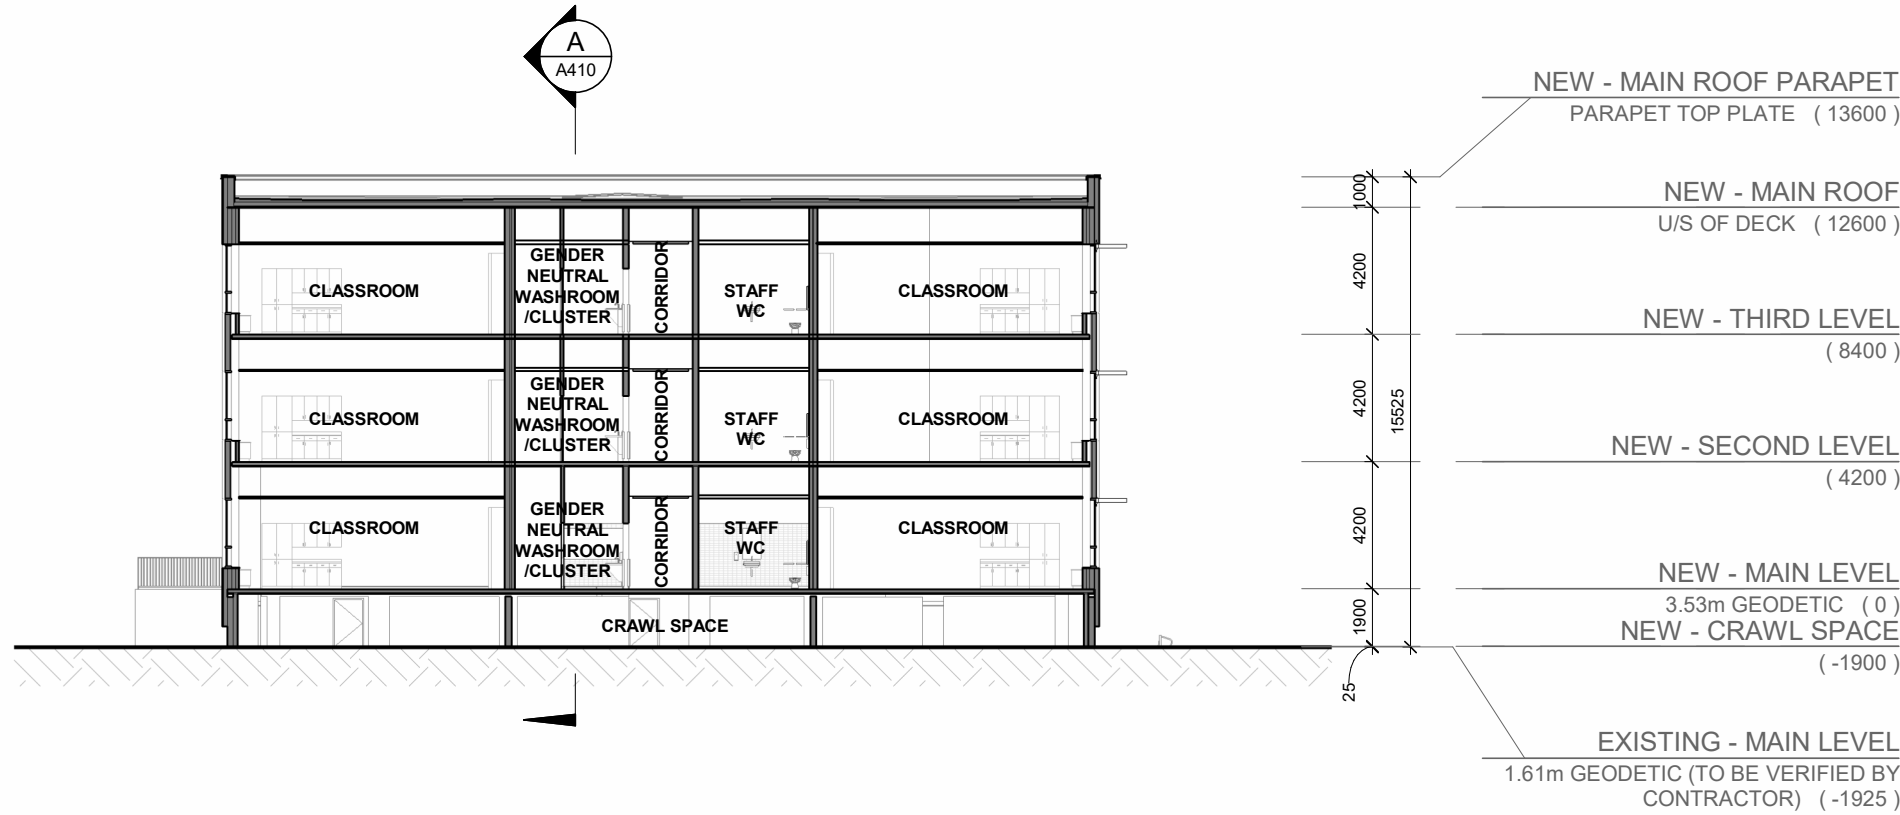 A
A410
NEW - MAIN ROOF PARAPET
PARAPET TOP PLATE ( 13600 )
NEW - MAIN ROOF
U/S OF DECK ( 12600 )
NEW - THIRD LEVEL
( 8400 )
NEW - SECOND LEVEL
( 4200 )
NEW - MAIN LEVEL
3.53m GEODETIC ( 0 )
NEW - CRAWL SPACE
( -1900 )
EXISTING - MAIN LEVEL
1.61m GEODETIC (TO BE VERIFIED BY
CONTRACTOR) ( -1925 )
1000
4200
4200
4200
1900
25
15525
CLASSROOM
GENDER
NEUTRAL
WASHROOM
/CLUSTER
CORRIDOR
STAFF
WC
CLASSROOM
CLASSROOM
GENDER
NEUTRAL
WASHROOM
/CLUSTER
CORRIDOR
STAFF
WC
CLASSROOM
CLASSROOM
GENDER
NEUTRAL
WASHROOM
/CLUSTER
CORRIDOR
STAFF
WC
CLASSROOM
CRAWL SPACE